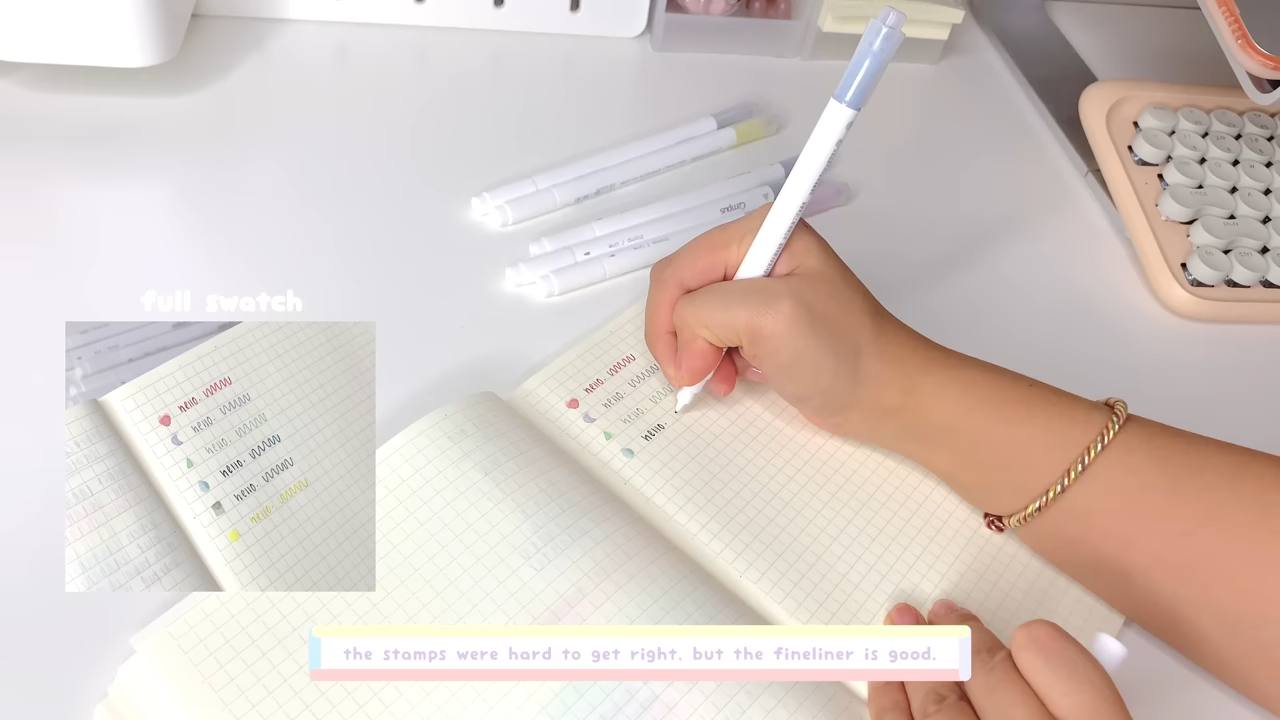 full swatch
hello.
hello.
hello.
hello.
hello.
hello.
Campus
hello.
hello.
hello.
hello.
the stamps were hard to get right. but the fineliner is good.